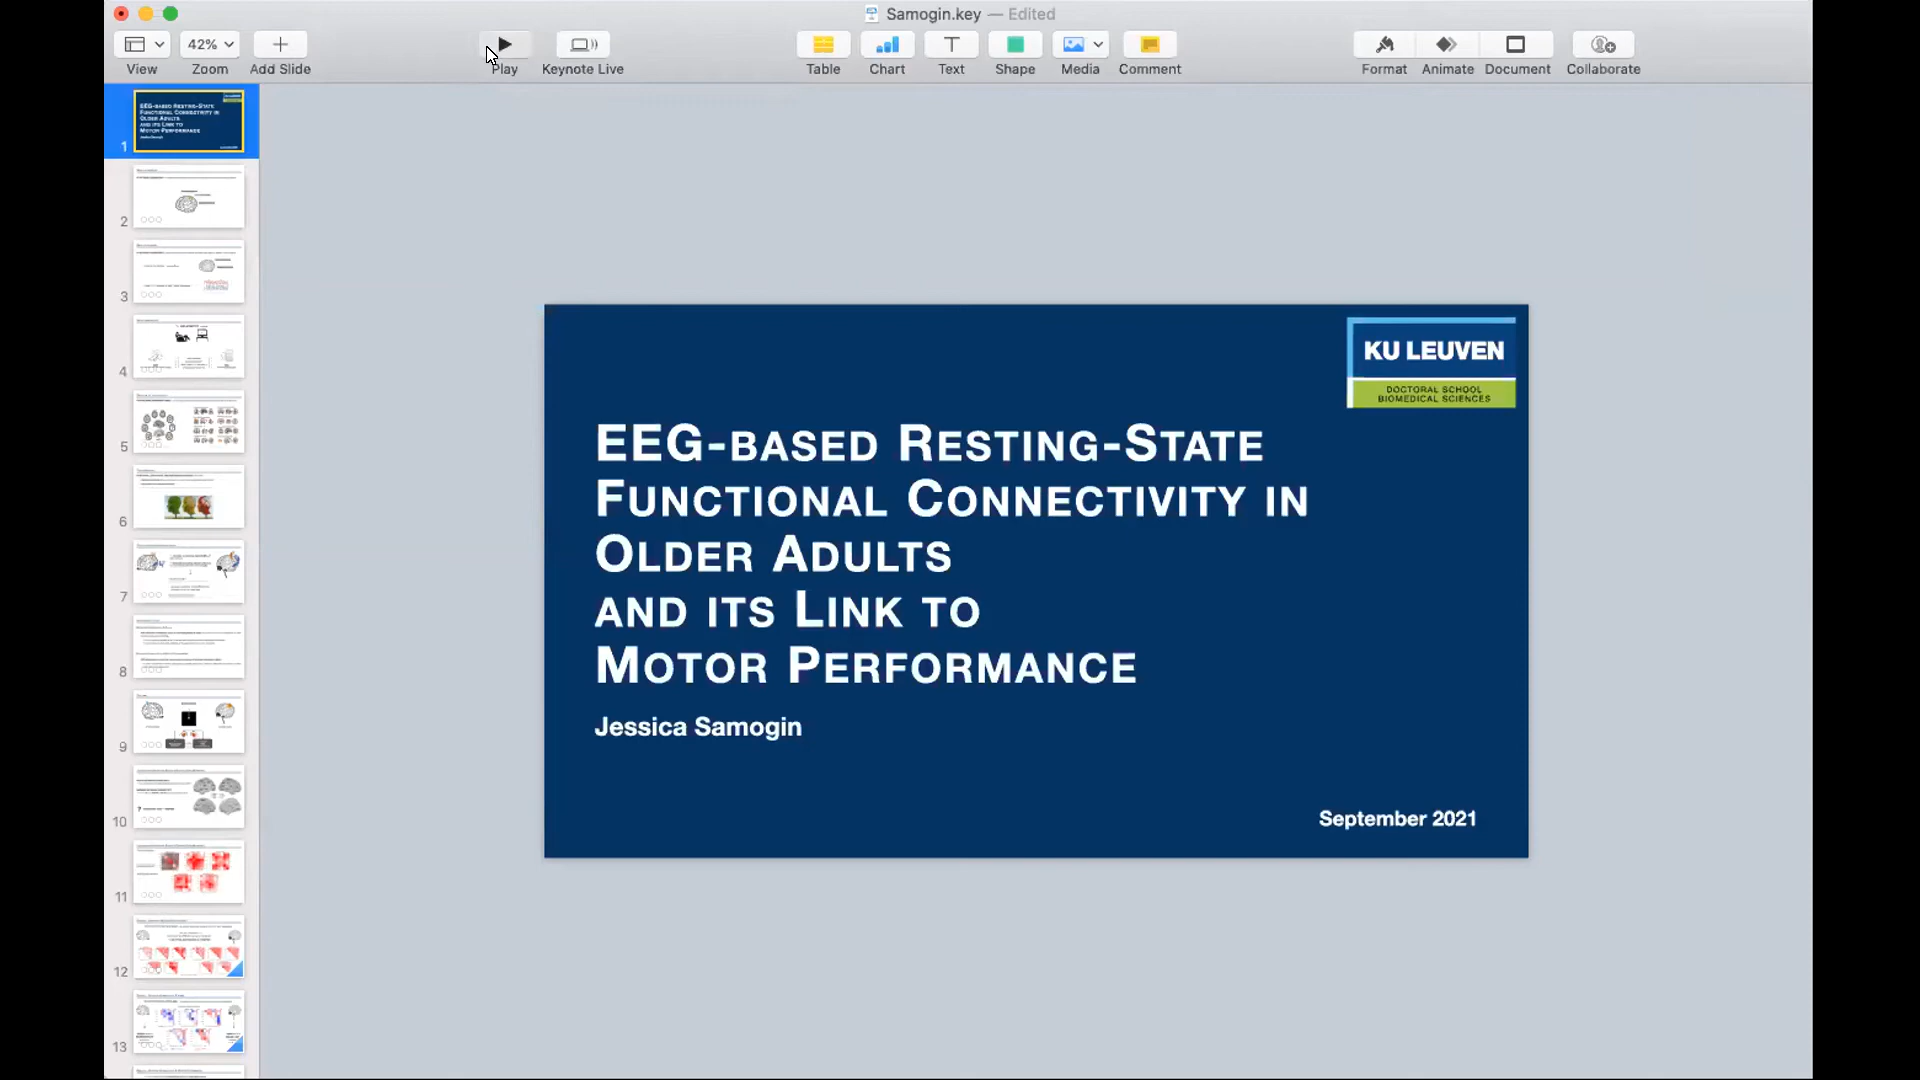 Samogin.key — Edited
42%
View
Zoom
Add Slide
Play
Keynote Live
Table
Chart
Text
Shape
Media
Comment
Format
Animate
Document
Collaborate
1
2
3
4
5
6
7
8
9
10
11
12
13
KU LEUVEN
DOCTORAL SCHOOL
BIOMEDICAL SCIENCES
EEG-BASED RESTING-STATE
FUNCTIONAL CONNECTIVITY IN
OLDER ADULTS
AND ITS LINK TO
MOTOR PERFORMANCE
Jessica Samogin
September 2021